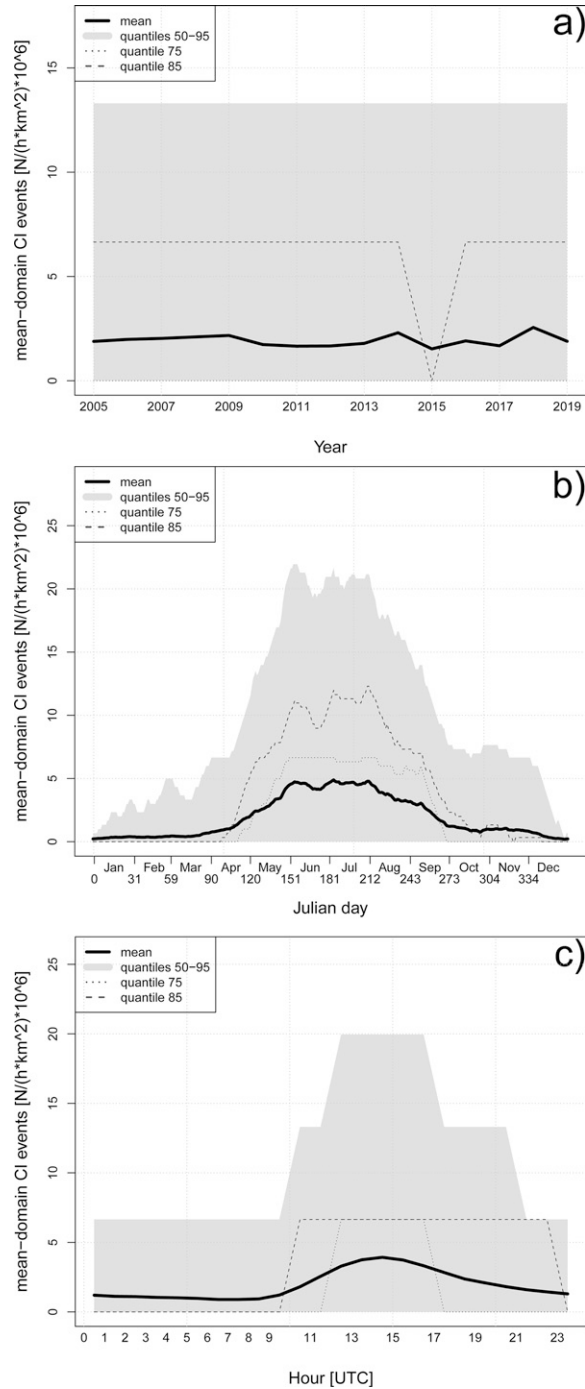 a)
mean
quantiles 50−95
quantile 75
quantile 85
mean−domain CI events [N/(h*km^2)*10^6]
15
10
5
0
2005 2007 2009 2011 2013 2015 2017 2019
Year
b)
mean
quantiles 50−95
quantile 75
quantile 85
mean−domain CI events [N/(h*km^2)*10^6]
25
20
15
10
5
0
Jan Feb Mar Apr May Jun Jul Aug Sep Oct Nov Dec
0 31 59 90 120 151 181 212 243 273 304 334
Julian day
c)
mean
quantiles 50−95
quantile 75
quantile 85
mean−domain CI events [N/(h*km^2)*10^6]
25
20
15
10
5
0
0 1 2 3 4 5 6 7 8 9 11 13 15 17 19 21 23
Hour [UTC]